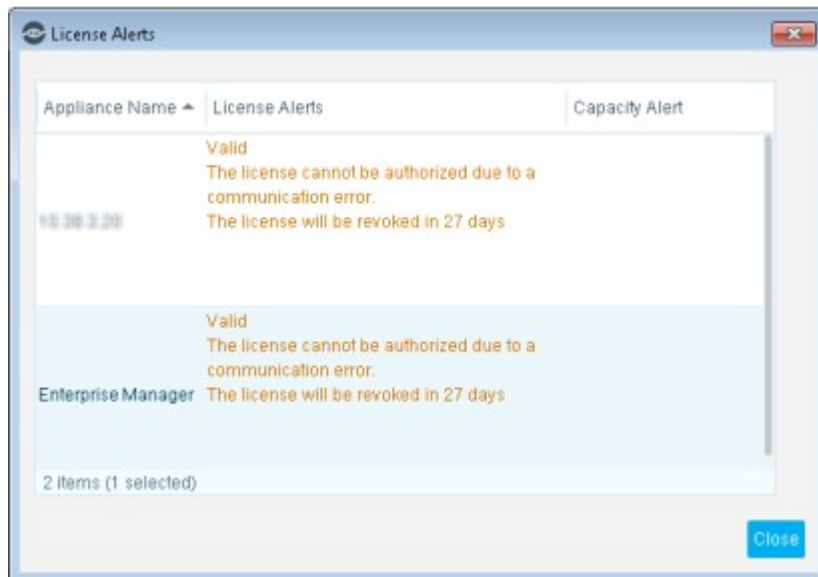 License Alerts
Appliance Name License Alerts Capacity Alert
Valid
The license cannot be authorized due to a
communication error.
The license will be revoked in 27 days
Valid
The license cannot be authorized due to a
communication error.
Enterprise Manager The license will be revoked in 27 days
2 items (1 selected)
Close